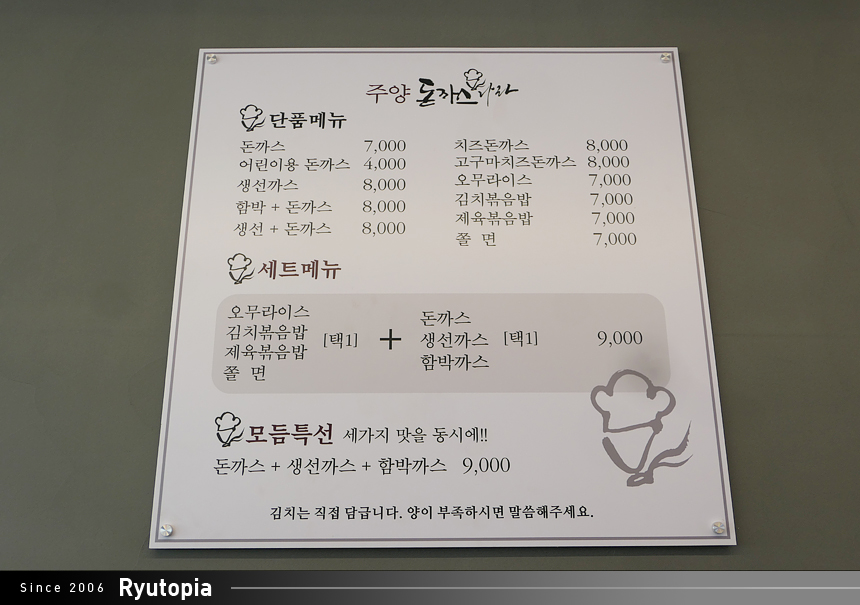 주양 돈까스나라
단품메뉴
돈까스 7,000
어린이용 돈까스 4,000
생선까스 8,000
함박 + 돈까스 8,000
생선 + 돈까스 8,000
치즈돈까스 8,000
고구마치즈돈까스 8,000
오무라이스 7,000
김치볶음밥 7,000
제육볶음밥 7,000
쫄 면 7,000
세트메뉴
오무라이스
김치볶음밥
제육볶음밥
쫄 면
[택1]
+
돈까스
생선까스
함박까스
[택1]
9,000
모듬특선 세가지 맛을 동시에!!
돈까스 + 생선까스 + 함박까스 9,000
김치는 직접 담급니다. 양이 부족하시면 말씀해주세요.
Since 2006 Ryutopia